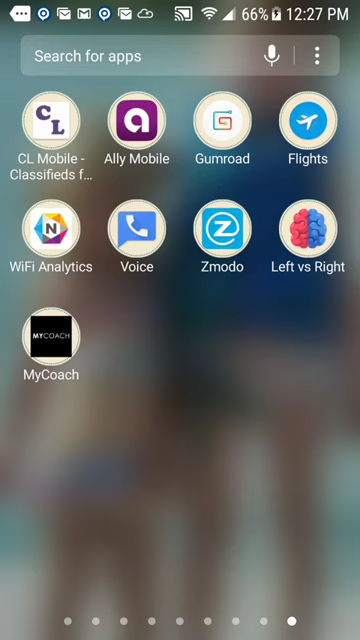 66% 12:27 PM
Search for apps
CL
CL Mobile - Classifieds f...
a
Ally Mobile
G
Gumroad
Flights
N
WiFi Analytics
Voice
Z
Zmodo
Left vs Right
MYCOACH
MyCoach